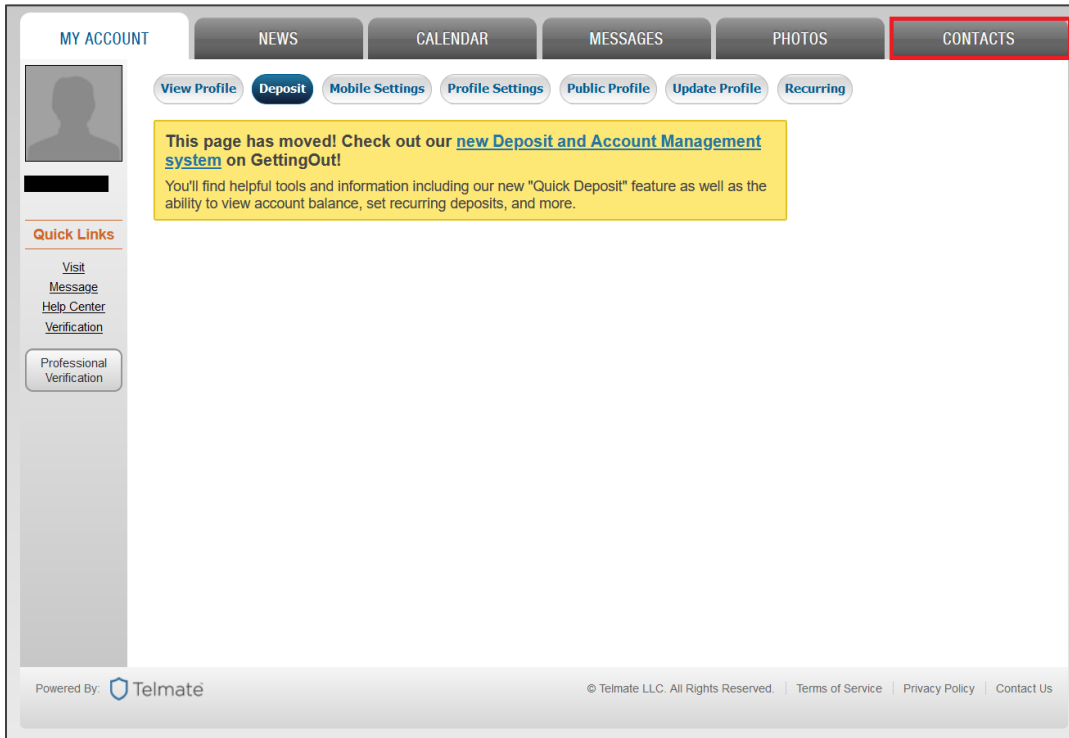 MY ACCOUNT NEWS CALENDAR MESSAGES PHOTOS CONTACTS
View Profile Deposit Mobile Settings Profile Settings Public Profile Update Profile Recurring
This page has moved! Check out our new Deposit and Account Management
system on GettingOut!
You'll find helpful tools and information including our new "Quick Deposit" feature as well as the
ability to view account balance, set recurring deposits, and more.
Quick Links
Visit
Message
Help Center
Verification
Professional
Verification
Powered By: Telmate © Telmate LLC. All Rights Reserved. Terms of Service Privacy Policy Contact Us